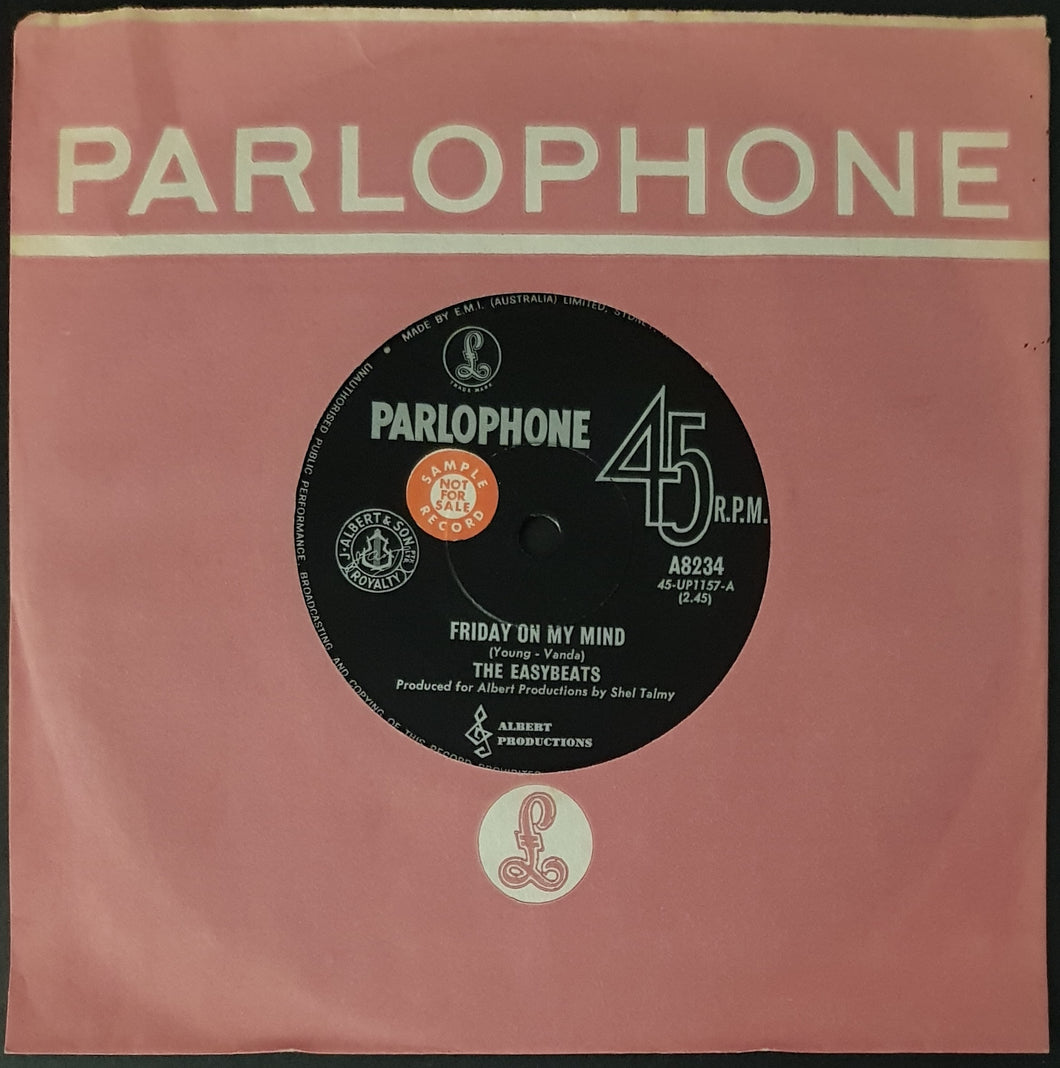 PARLOPHONE
MADE BY E.M.I. (AUSTRALIA) LIMITED,
TRADE MARK
PARLOPHONE
45 R.P.M.
SAMPLE RECORD
NOT
FOR
SALE
J. ALBERT & SON
ROYALTY
A8234
45-UP1157-A
(2.45)
FRIDAY ON MY MIND
(Young - Vanda)
THE EASYBEATS
Produced for Albert Productions by Shel Talmy
ALBERT
PRODUCTIONS
UNAUTHORISED PUBLIC PERFORMANCE, BROADCASTING AND COPYING OF THIS RECORD
£